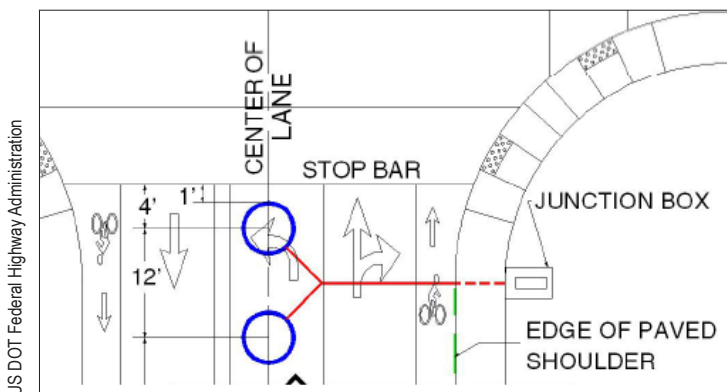 US DOT Federal Highway Administration
CENTER OF
LANE
STOP BAR
1'
4'
12'
JUNCTION BOX
EDGE OF PAVED
SHOULDER